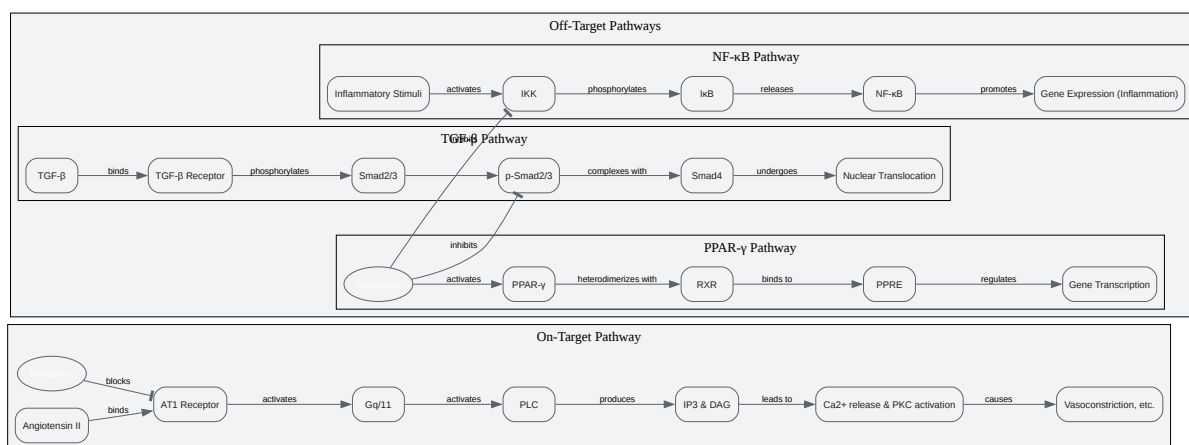 Off-Target Pathways
NF-κB Pathway
Inflammatory Stimuli
activates
IKK
phosphorylates
IκB
releases
NF-κB
promotes
Gene Expression (Inflammation)
TGF-β Pathway
TGF-β
binds
TGF-β Receptor
phosphorylates
Smad2/3
p-Smad2/3
complexes with
Smad4
undergoes
Nuclear Translocation
inhibits
PPAR-γ Pathway
activates
PPAR-γ
heterodimerizes with
RXR
binds to
PPRE
regulates
Gene Transcription
On-Target Pathway
blocks
Angiotensin II
binds
AT1 Receptor
activates
Gq/11
activates
PLC
produces
IP3 & DAG
leads to
Ca2+ release & PKC activation
causes
Vasoconstriction, etc.